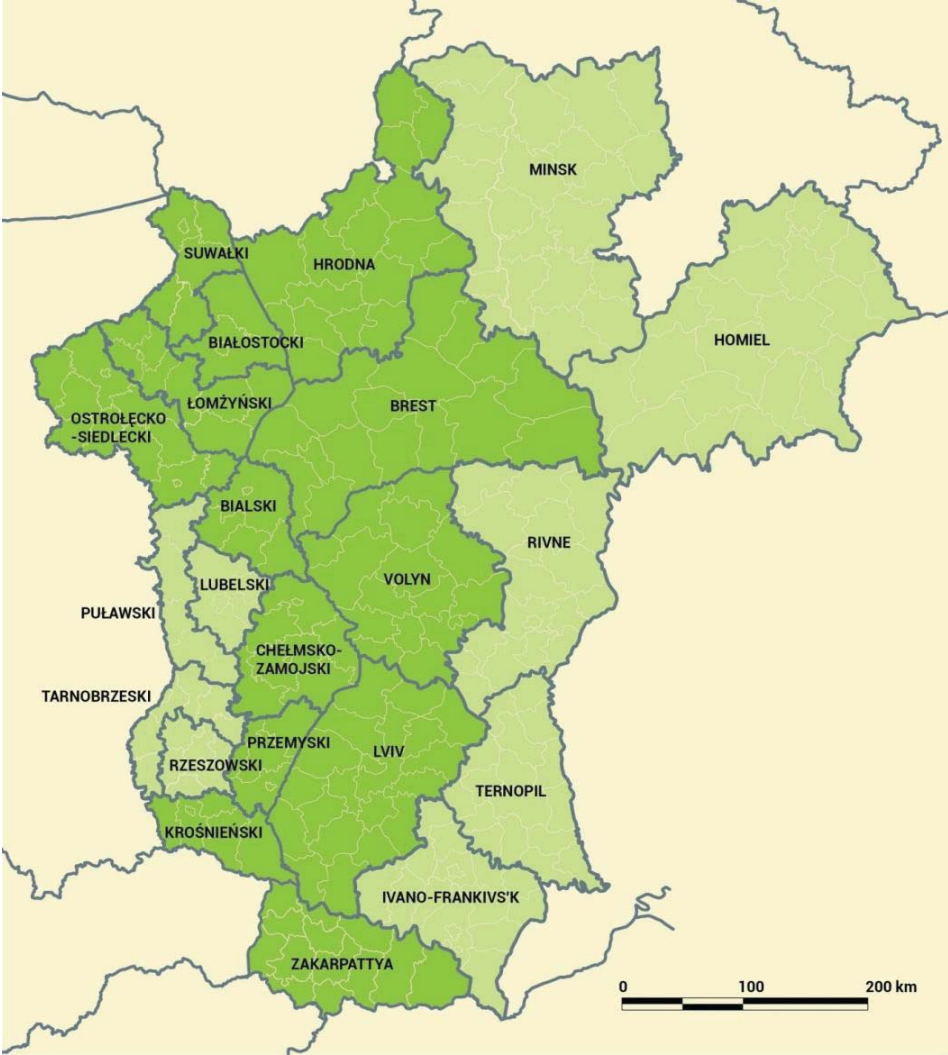 MINSK
SUWAŁKI
HRODNA
HOMIEL
BIAŁOSTOCKI
ŁOMŻYŃSKI
BREST
OSTROŁĘCKO
-SIEDLECKI
BIALSKI
RIVNE
LUBELSKI
VOLYN
PUŁAWSKI
CHEŁMSKO-
ZAMOJSKI
TARNOBRZESKI
PRZEMYSKI
LVIV
RZESZOWSKI
TERNOPIL
KROŚNIEŃSKI
IVANO-FRANKIVS'K
ZAKARPATTYA
0 100 200 km